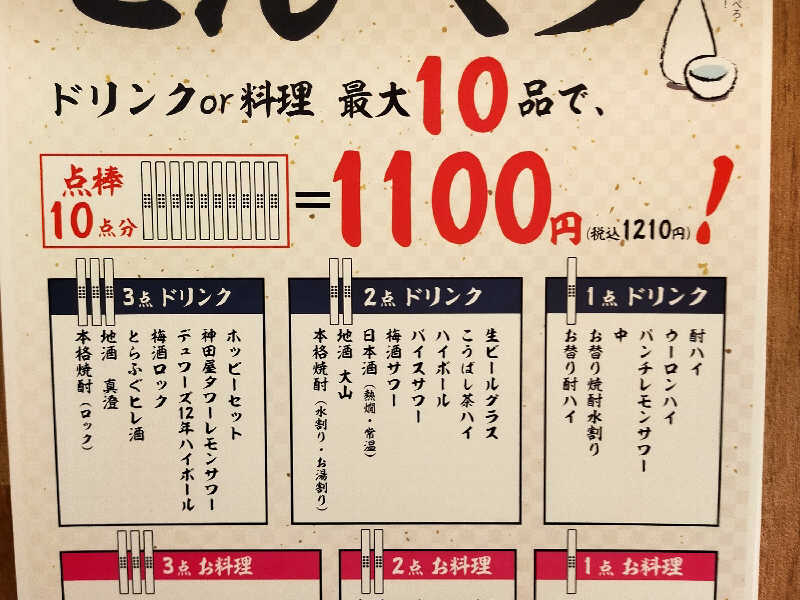 ドリンクor料理 最大10品で、
点棒
10点分
=1100円(税込1210円)!
3点 ドリンク
ホッピーセット
神田屋タワーレモンサワー
デュワーズ12年ハイボール
梅酒ロック
とらふぐヒレ酒
地酒 真澄
本格焼酎(ロック)
2点 ドリンク
生ビールグラス
こうばし茶ハイ
ハイボール
バイスサワー
梅酒サワー
日本酒(熱燗・常温)
地酒 大山
本格焼酎(水割り・お湯割り)
1点 ドリンク
酎ハイ
ウーロンハイ
パンチレモンサワー
中
お替り焼酎水割り
お替り酎ハイ
3点 お料理
2点 お料理
1点 お料理